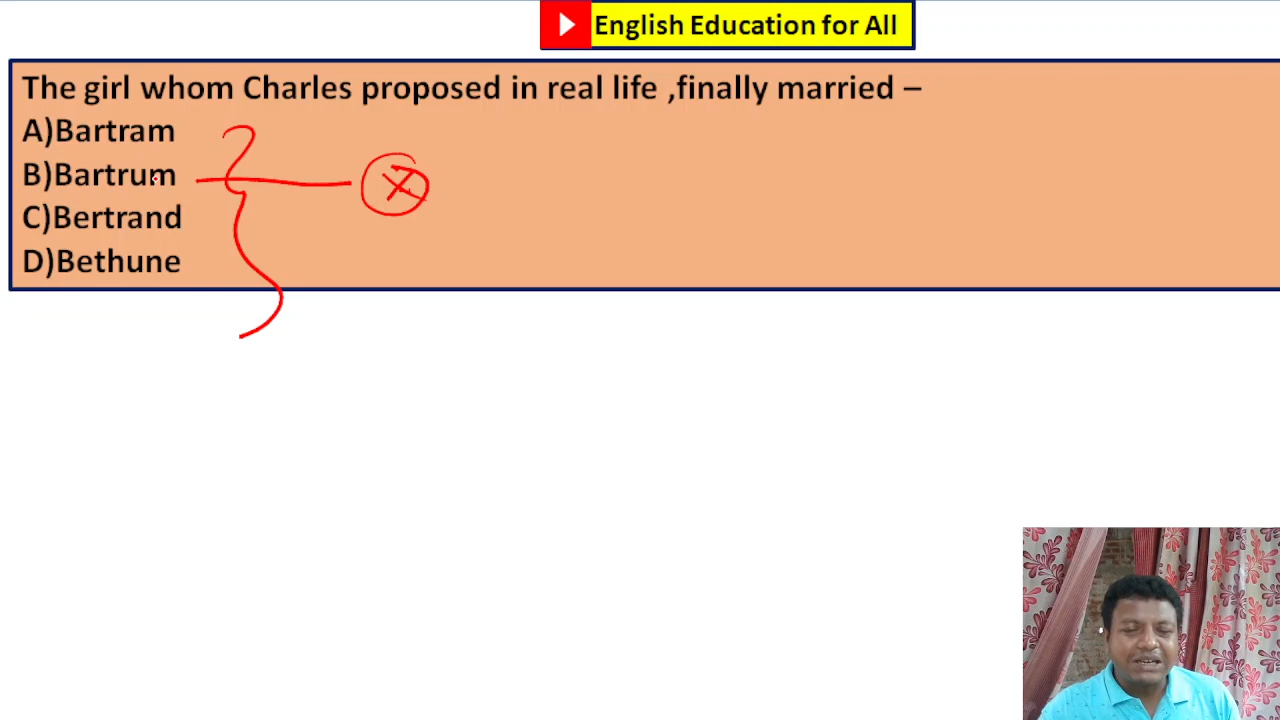 English Education for All
The girl whom Charles proposed in real life ,finally married –
A)Bartram
B)Bartrum
C)Bertrand
D)Bethune